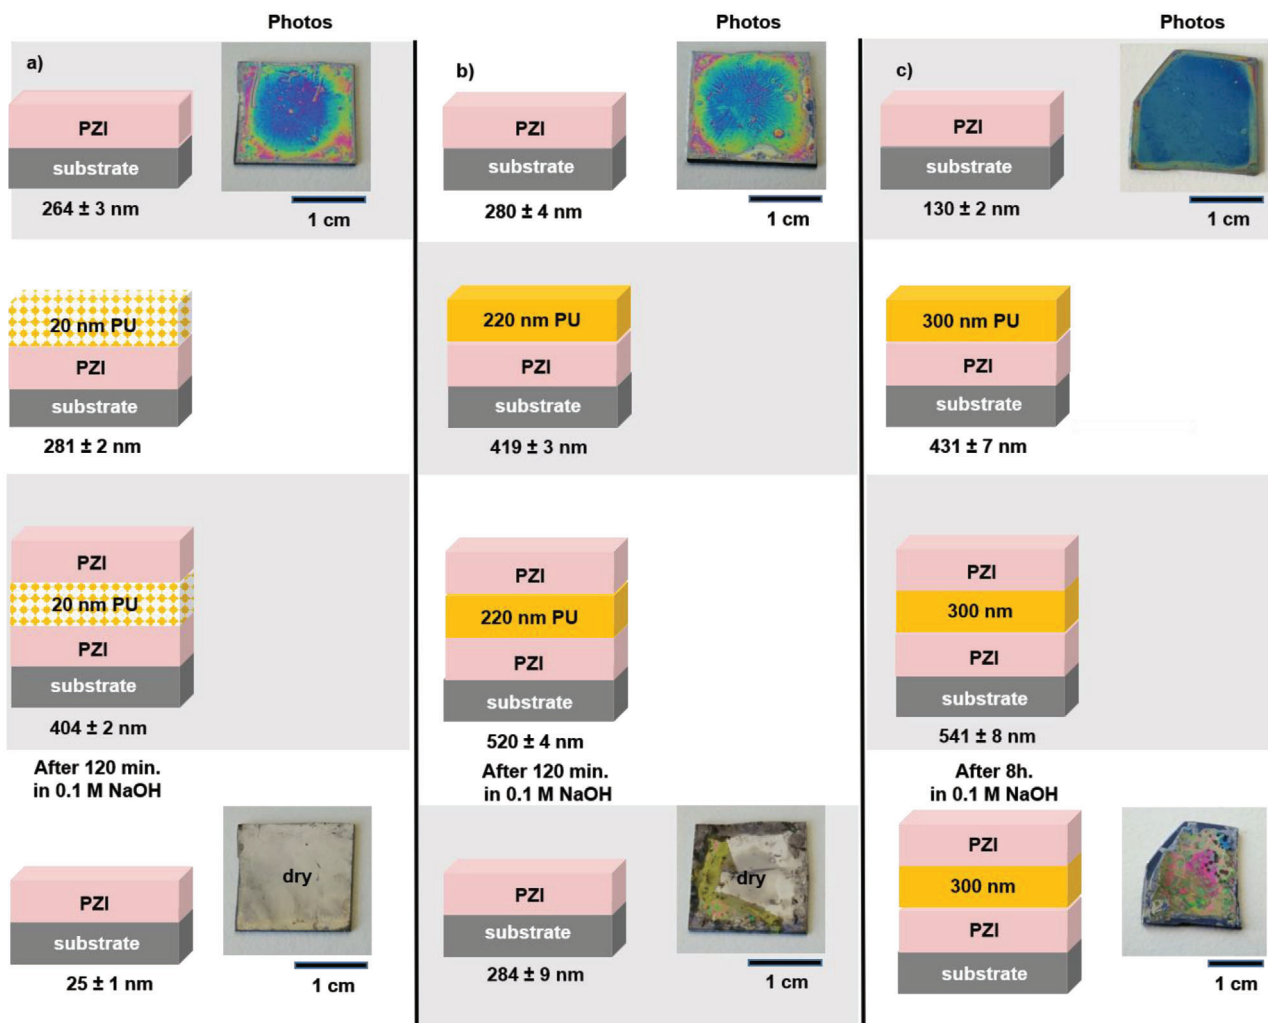 Photos
a)
PZI
substrate
264 ± 3 nm
1 cm
20 nm PU
PZI
substrate
281 ± 2 nm
PZI
20 nm PU
PZI
substrate
404 ± 2 nm
After 120 min.
in 0.1 M NaOH
PZI
substrate
25 ± 1 nm
dry
1 cm
Photos
b)
PZI
substrate
280 ± 4 nm
1 cm
220 nm PU
PZI
substrate
419 ± 3 nm
PZI
220 nm PU
PZI
substrate
520 ± 4 nm
After 120 min.
in 0.1 M NaOH
PZI
substrate
284 ± 9 nm
dry
1 cm
Photos
c)
PZI
substrate
130 ± 2 nm
1 cm
300 nm PU
PZI
substrate
431 ± 7 nm
PZI
300 nm
PZI
substrate
541 ± 8 nm
After 8h.
in 0.1 M NaOH
PZI
300 nm
PZI
substrate
1 cm